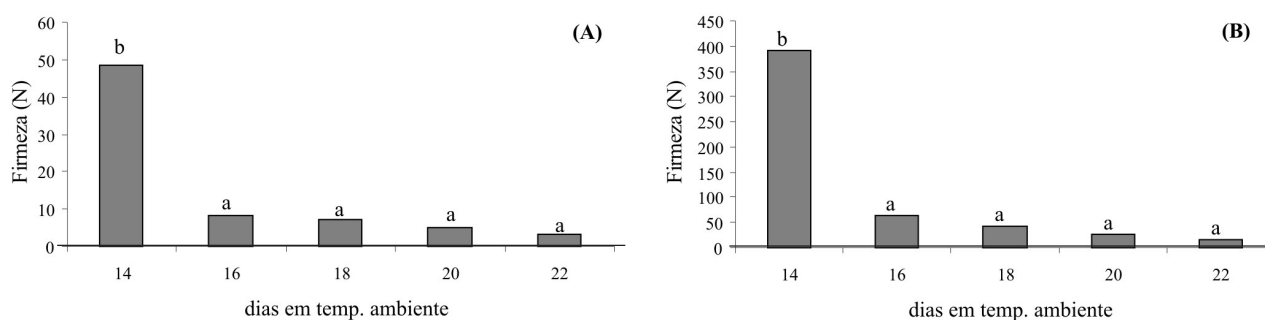 (A)
Firmeza (N)
60
50
40
30
20
10
0
b
a
a
a
a
14 16 18 20 22
dias em temp. ambiente
(B)
Firmeza (N)
450
400
350
300
250
200
150
100
50
0
b
a
a
a
a
14 16 18 20 22
dias em temp. ambiente